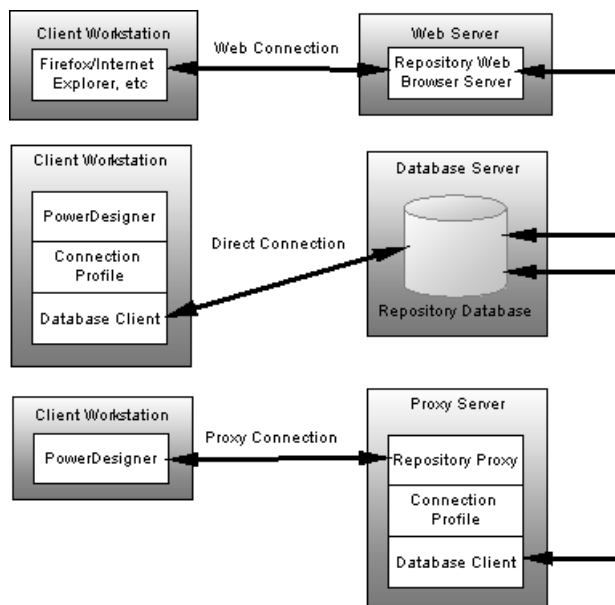 Client Workstation
Firefox/Internet
Explorer, etc
Web Connection
Web Server
Repository Web
Browser Server
Client Workstation
PowerDesigner
Connection
Profile
Database Client
Direct Connection
Database Server
Repository Database
Client Workstation
PowerDesigner
Proxy Connection
Proxy Server
Repository Proxy
Connection
Profile
Database Client